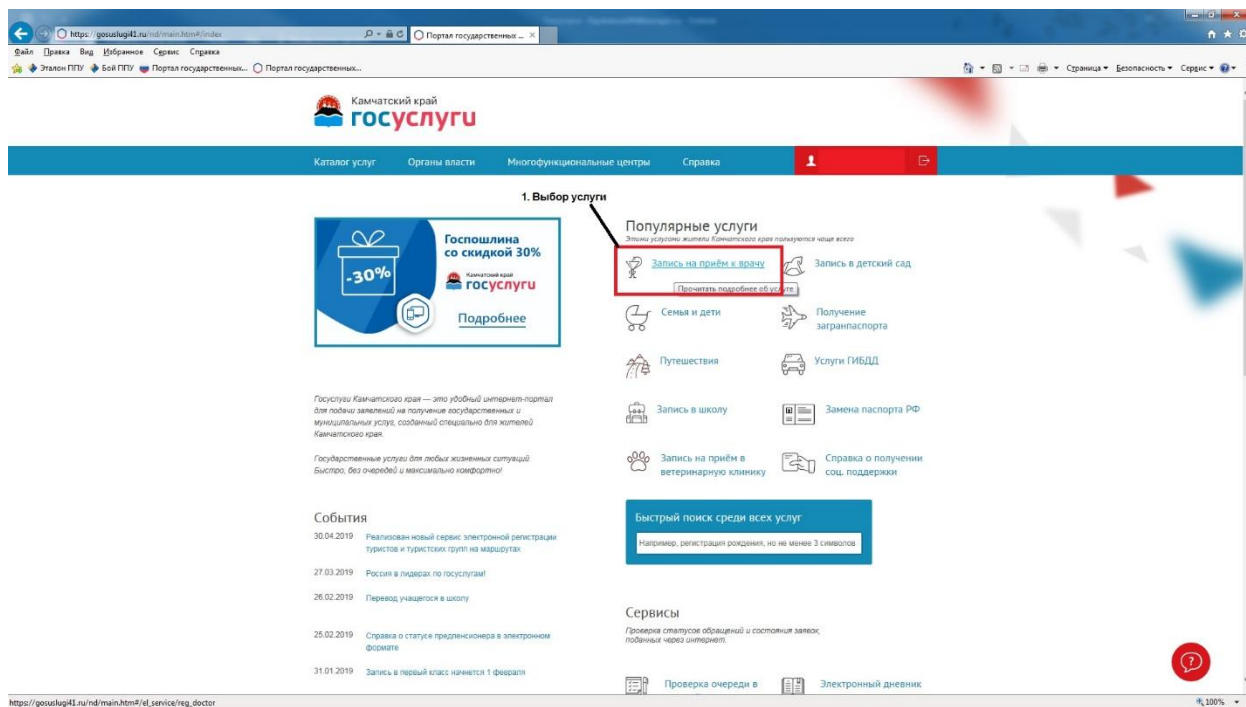 https://gosuslugi41.ru/nd/main.htm#/index
Портал государственных ...
Файл Правка Вид Избранное Сервис Справка
Эталон ПГУ Бой ПГУ Портал государственных... Портал государственных...
Страница Безопасность Сервис
Камчатский край
госуслуги
Каталог услуг Органы власти Многофункциональные центры Справка
1. Выбор услуги
-30%
Госпошлина
со скидкой 30%
Камчатский край
госуслуги
Подробнее
Популярные услуги
Этими услугами жители Камчатского края пользуются чаще всего
Запись на приём к врачу
Прочитать подробнее об услуге
Запись в детский сад
Семья и дети
Получение
загранпаспорта
Путешествия
Услуги ГИБДД
Запись в школу
Замена паспорта РФ
Запись на приём в
ветеринарную клинику
Справка о получении
соц. поддержки
Госуслуги Камчатского края — это удобный интернет-портал
для подачи заявлений на получение государственных и
муниципальных услуг, созданный специально для жителей
Камчатского края.
Государственные услуги для любых жизненных ситуаций
Быстро, без очередей и максимально комфортно!
События
30.04.2019 Реализован новый сервис электронной регистрации
туристов и туристских групп на маршрутах
27.03.2019 Россия в лидерах по госуслугам!
26.02.2019 Перевод учащегося в школу
25.02.2019 Справка о статусе предпенсионера в электронном
формате
31.01.2019 Запись в первый класс начнется 1 февраля
Быстрый поиск среди всех услуг
Например, регистрация рождения, но не менее 3 символов
Сервисы
Проверка статусов обращений и состояния заявок,
поданных через интернет.
Проверка очереди в
Электронный дневник
https://gosuslugi41.ru/nd/main.htm#/el_service/reg_doctor
100%